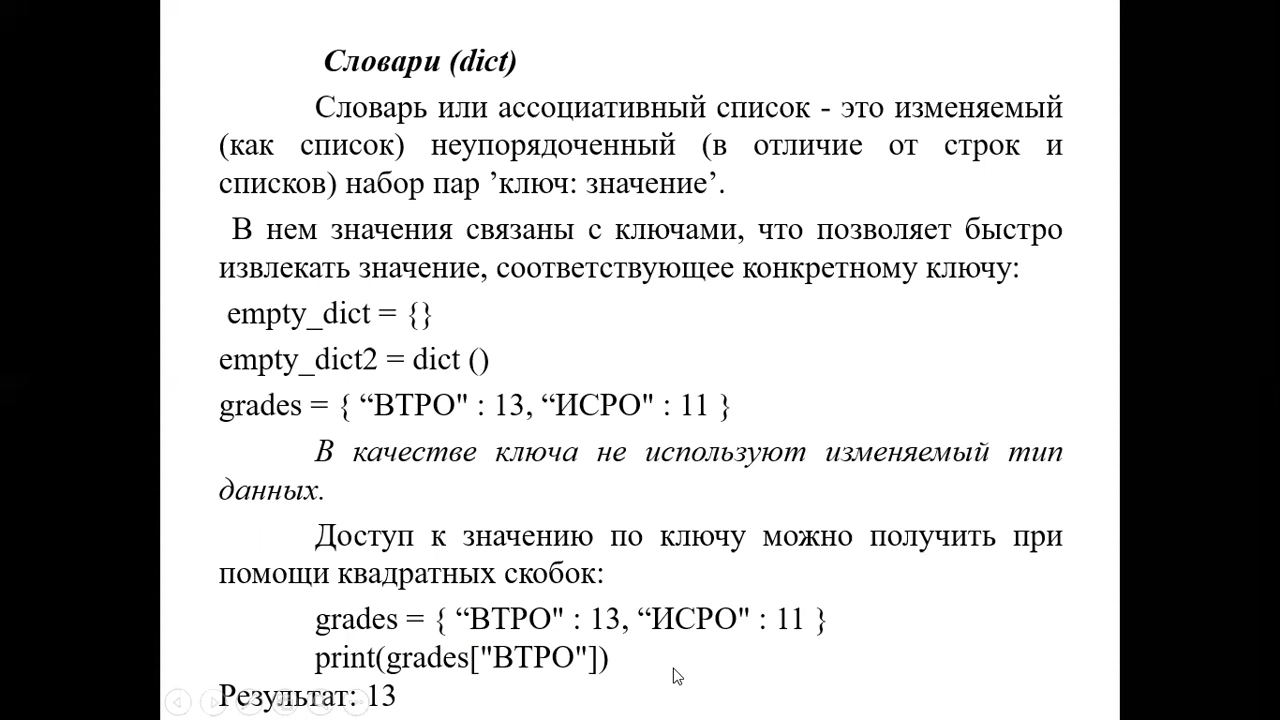 Словари (dict)
Словарь или ассоциативный список - это изменяемый
(как список) неупорядоченный (в отличие от строк и
списков) набор пар ’ключ: значение’.
В нем значения связаны с ключами, что позволяет быстро
извлекать значение, соответствующее конкретному ключу:
empty_dict = {}
empty_dict2 = dict ()
grades = { “ВТРО" : 13, “ИСРО" : 11 }
В качестве ключа не используют изменяемый тип
данных.
Доступ к значению по ключу можно получить при
помощи квадратных скобок:
grades = { “ВТРО" : 13, “ИСРО" : 11 }
print(grades["ВТРО"])
Результат: 13